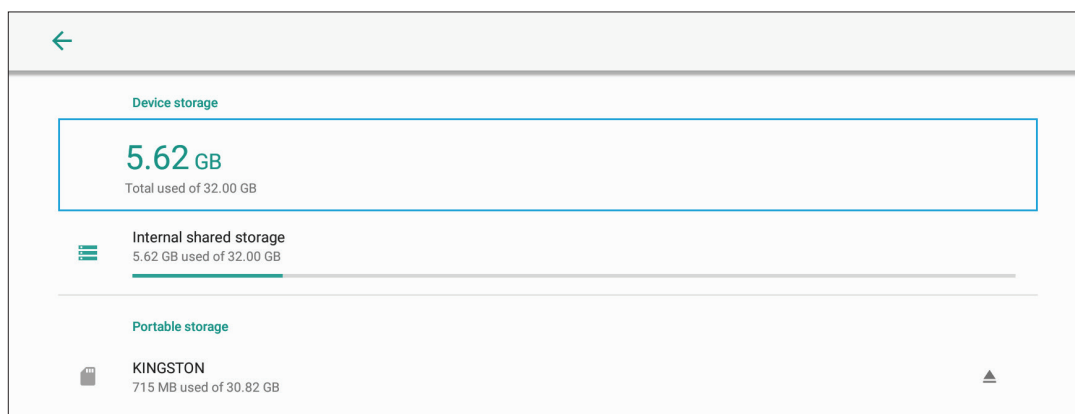 Device storage
5.62 GB
Total used of 32.00 GB
Internal shared storage
5.62 GB used of 32.00 GB
Portable storage
KINGSTON
715 MB used of 30.82 GB